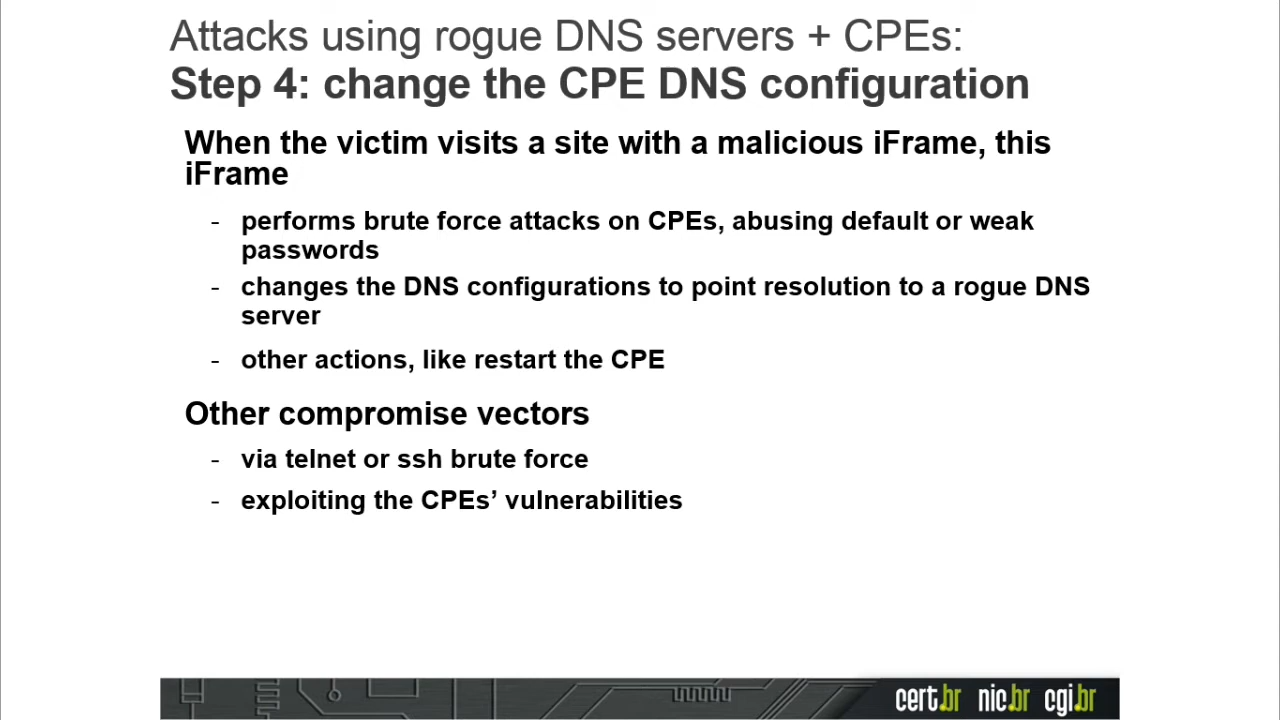 Attacks using rogue DNS servers + CPEs:
Step 4: change the CPE DNS configuration
When the victim visits a site with a malicious iFrame, this
iFrame
- performs brute force attacks on CPEs, abusing default or weak
passwords
- changes the DNS configurations to point resolution to a rogue DNS
server
- other actions, like restart the CPE
Other compromise vectors
- via telnet or ssh brute force
- exploiting the CPEs’ vulnerabilities
cert.br nic.br cgi.br